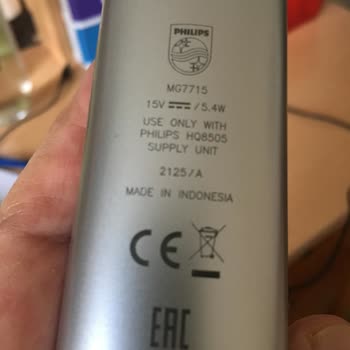 PHILIPS
MG7715
15V ⎓ / 5.4W
USE ONLY WITH
PHILIPS HQ8505
SUPPLY UNIT
2125/A
MADE IN INDONESIA
CE
EAC